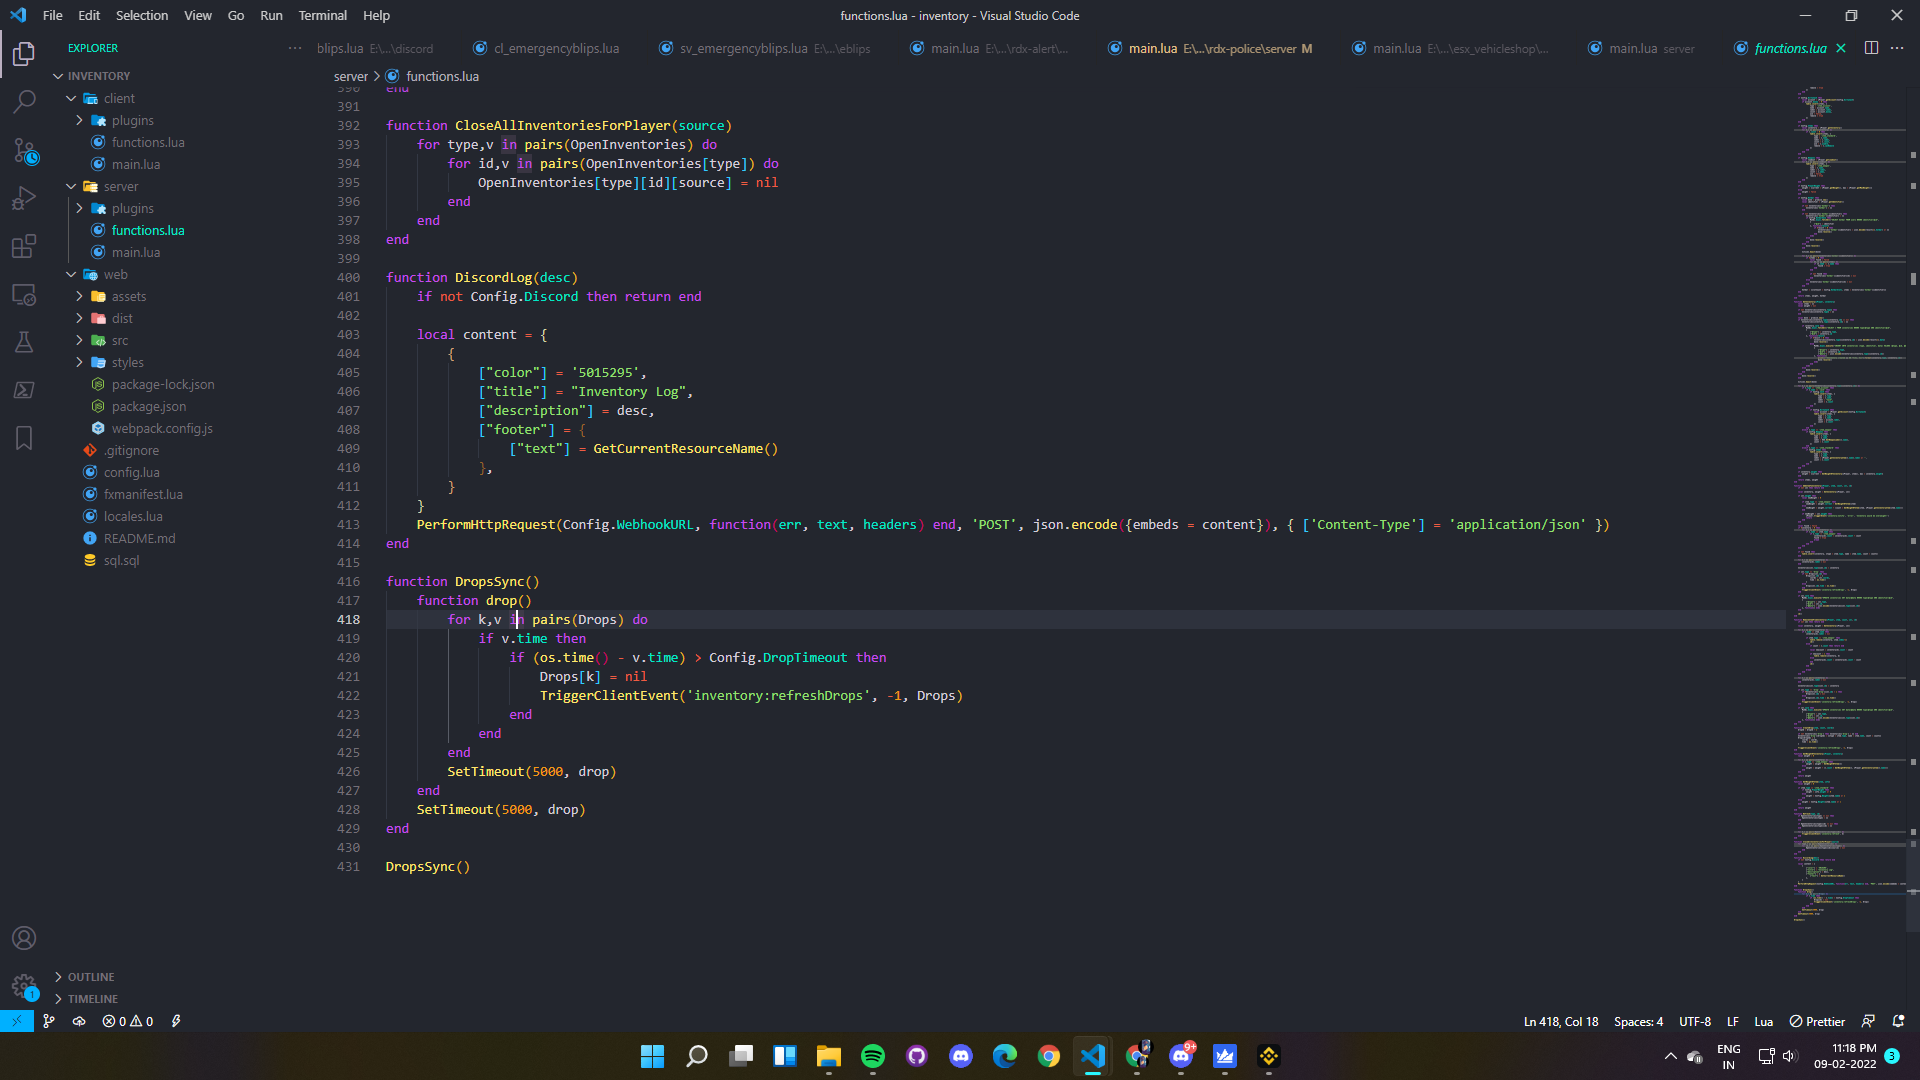 File Edit Selection View Go Run Terminal Help
functions.lua - inventory - Visual Studio Code
EXPLORER
blips.lua E:\...\discord
cl_emergencyblips.lua
sv_emergencyblips.lua E:\...\eblips
main.lua E:\...\rdx-alert\...
main.lua E:\...\rdx-police\server M
main.lua E:\...\esx_vehicleshop\...
main.lua server
functions.lua
INVENTORY
client
plugins
functions.lua
main.lua
server
plugins
functions.lua
main.lua
web
assets
dist
src
styles
package-lock.json
package.json
webpack.config.js
.gitignore
config.lua
fxmanifest.lua
locales.lua
README.md
sql.sql
OUTLINE
TIMELINE
server > functions.lua
390 end
391
392 function CloseAllInventoriesForPlayer(source)
393 for type,v in pairs(OpenInventories) do
394 for id,v in pairs(OpenInventories[type]) do
395 OpenInventories[type][id][source] = nil
396 end
397 end
398 end
399
400 function DiscordLog(desc)
401 if not Config.Discord then return end
402
403 local content = {
404 {
405 ["color"] = '5015295',
406 ["title"] = "Inventory Log",
407 ["description"] = desc,
408 ["footer"] = {
409 ["text"] = GetCurrentResourceName()
410 },
411 }
412 }
413 PerformHttpRequest(Config.WebhookURL, function(err, text, headers) end, 'POST', json.encode({embeds = content}), { ['Content-Type'] = 'application/json' })
414 end
415
416 function DropsSync()
417 function drop()
418 for k,v in pairs(Drops) do
419 if v.time then
420 if (os.time() - v.time) > Config.DropTimeout then
421 Drops[k] = nil
422 TriggerClientEvent('inventory:refreshDrops', -1, Drops)
423 end
424 end
425 end
426 SetTimeout(5000, drop)
427 end
428 SetTimeout(5000, drop)
429 end
430
431 DropsSync()
1
0 0
Ln 418, Col 18 Spaces: 4 UTF-8 LF Lua Prettier
9+
ENG
IN
11:18 PM
09-02-2022
3